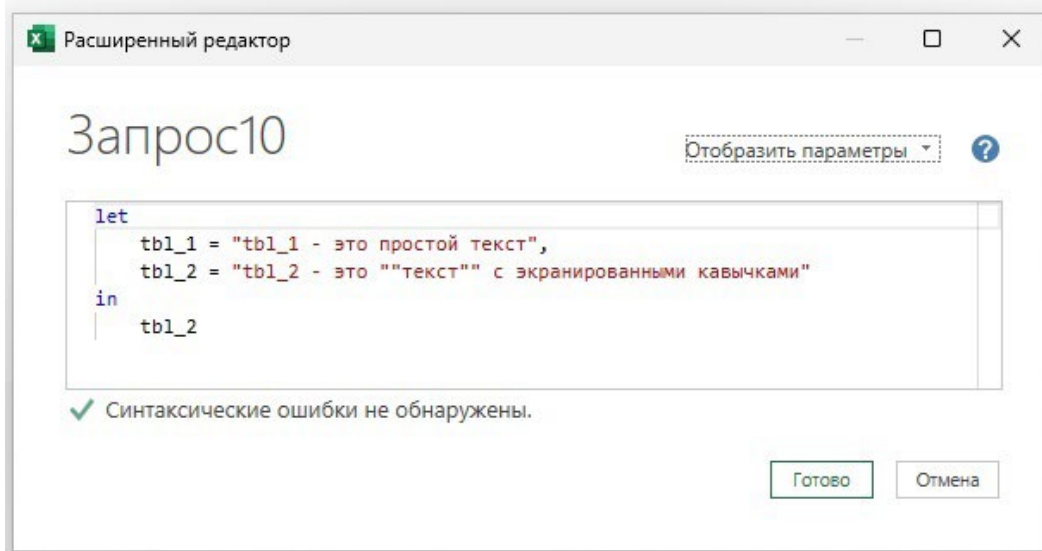 Расширенный редактор
Запрос10
Отобразить параметры
let
tbl_1 = "tbl_1 - это простой текст",
tbl_2 = "tbl_2 - это ""текст"" с экранированными кавычками"
in
tbl_2
Синтаксические ошибки не обнаружены.
Готово Отмена